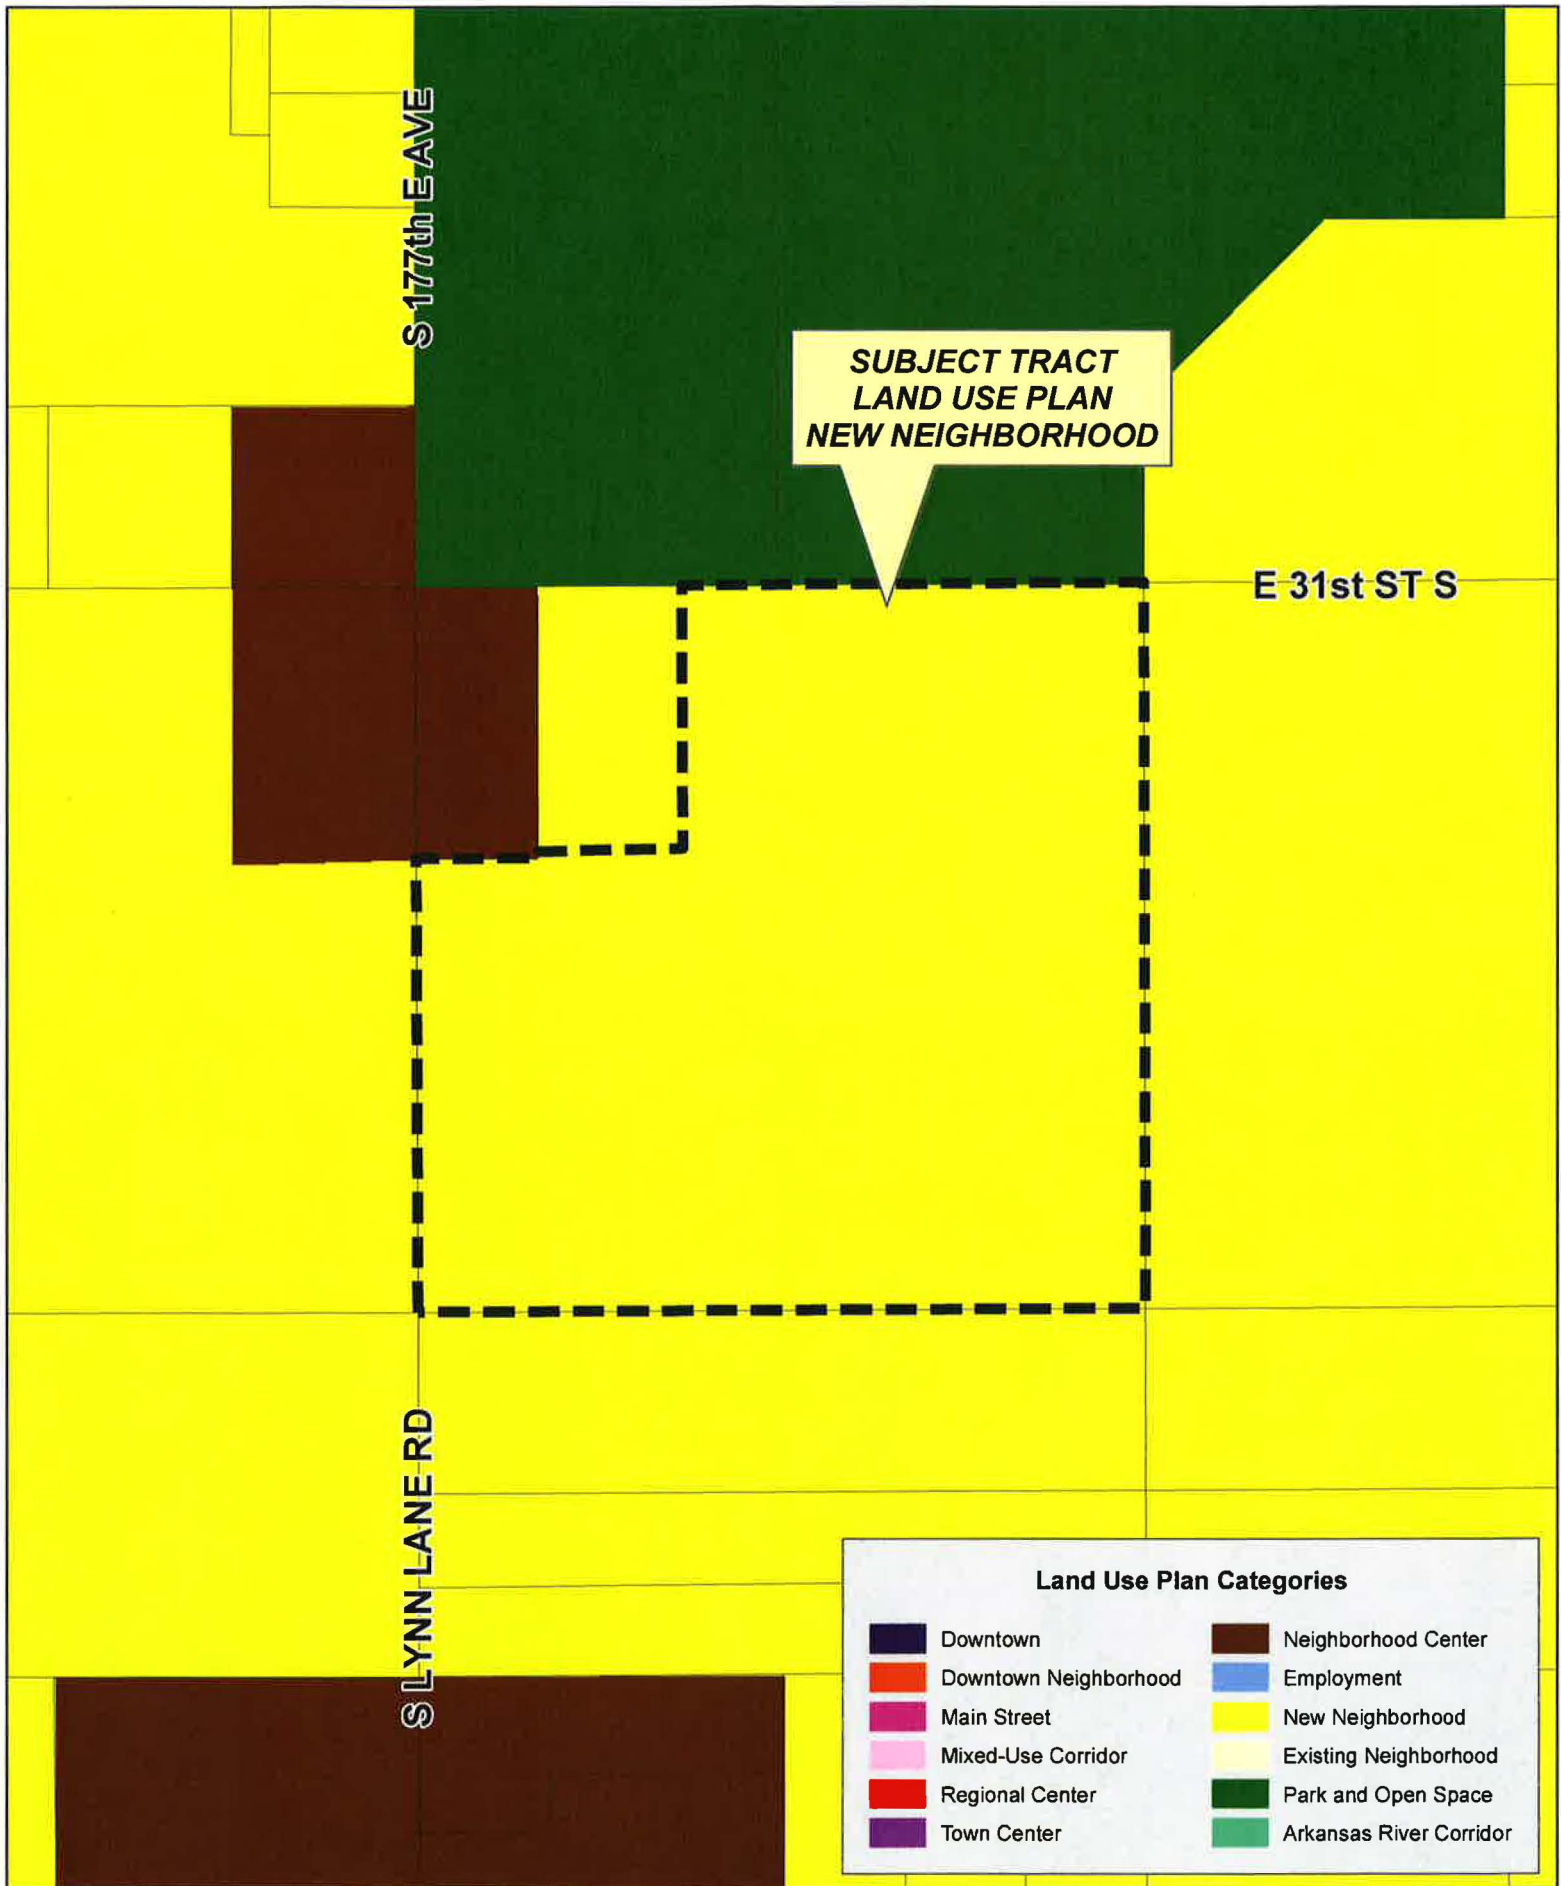 S 177th E AVE
SUBJECT TRACT
LAND USE PLAN
NEW NEIGHBORHOOD
E 31st ST S
S LYNN LANE RD
Land Use Plan Categories
Downtown
Downtown Neighborhood
Main Street
Mixed-Use Corridor
Regional Center
Town Center
Neighborhood Center
Employment
New Neighborhood
Existing Neighborhood
Park and Open Space
Arkansas River Corridor